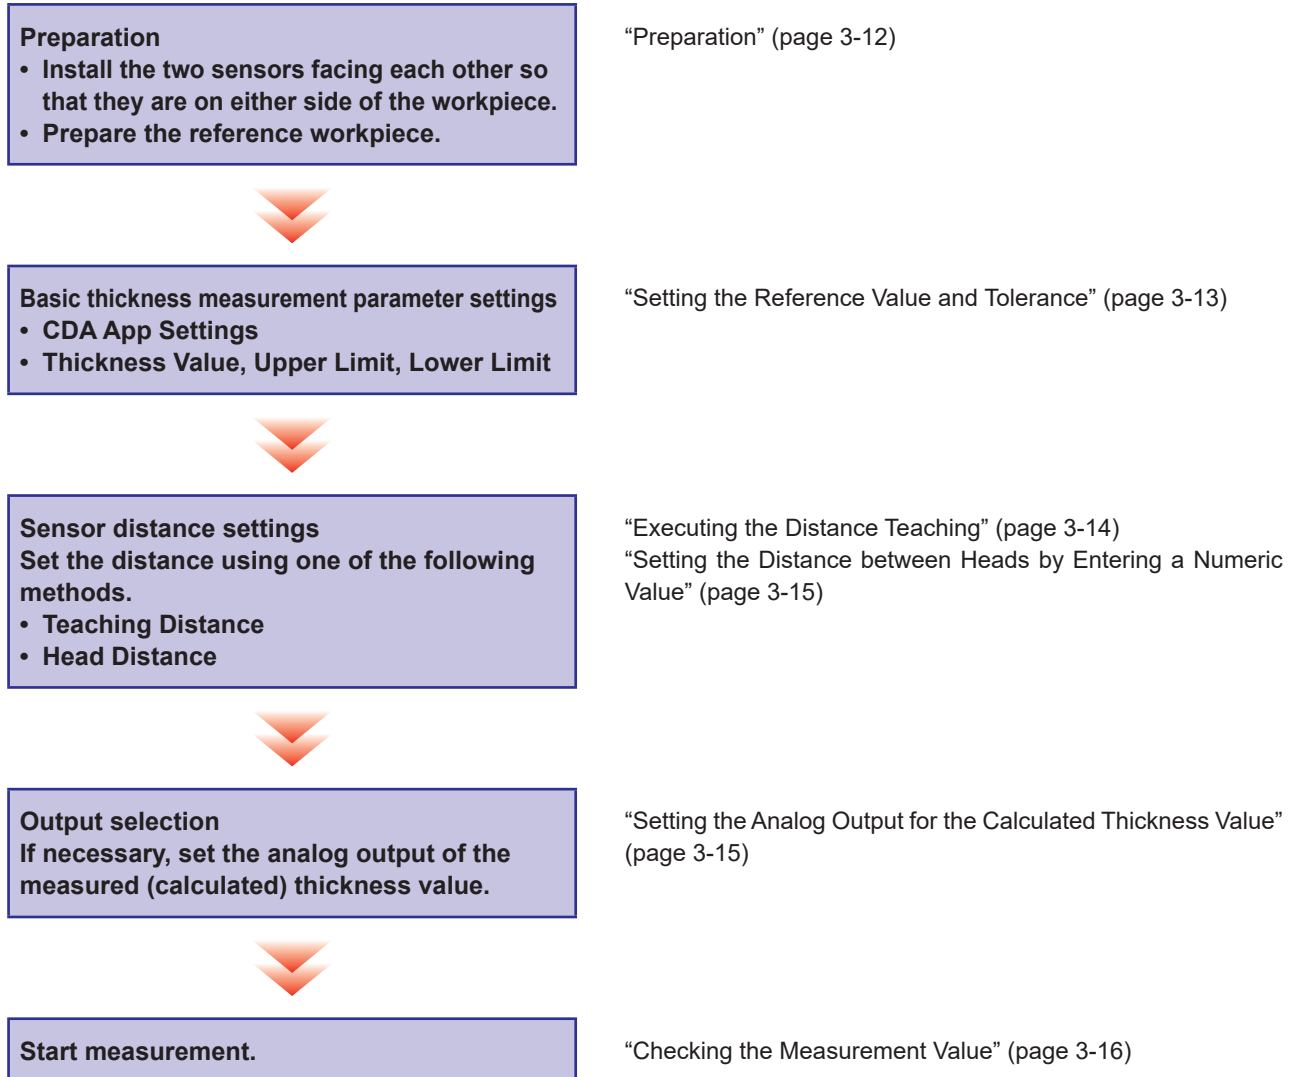 Preparation
• Install the two sensors facing each other so
that they are on either side of the workpiece.
• Prepare the reference workpiece.
“Preparation” (page 3-12)
Basic thickness measurement parameter settings
• CDA App Settings
• Thickness Value, Upper Limit, Lower Limit
“Setting the Reference Value and Tolerance” (page 3-13)
Sensor distance settings
Set the distance using one of the following
methods.
• Teaching Distance
• Head Distance
“Executing the Distance Teaching” (page 3-14)
“Setting the Distance between Heads by Entering a Numeric
Value” (page 3-15)
Output selection
If necessary, set the analog output of the
measured (calculated) thickness value.
“Setting the Analog Output for the Calculated Thickness Value”
(page 3-15)
Start measurement.
“Checking the Measurement Value” (page 3-16)